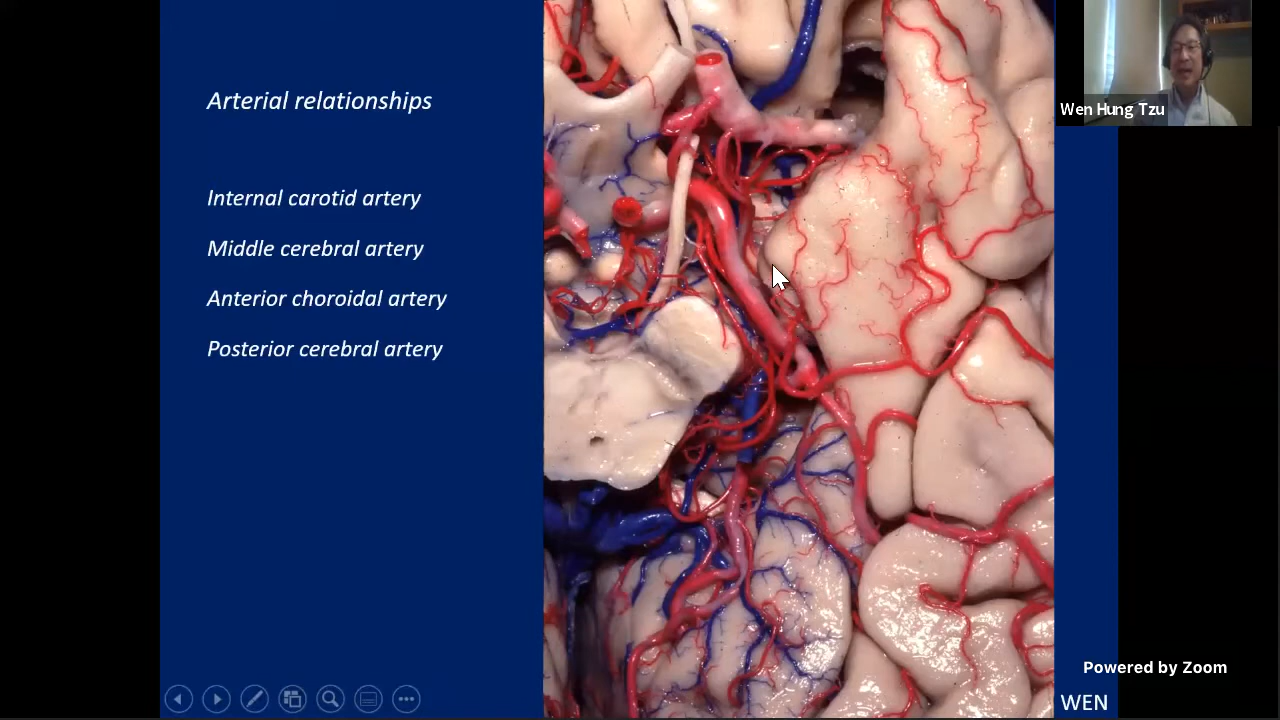 Arterial relationships
Internal carotid artery
Middle cerebral artery
Anterior choroidal artery
Posterior cerebral artery
Wen Hung Tzu
Powered by Zoom
WEN